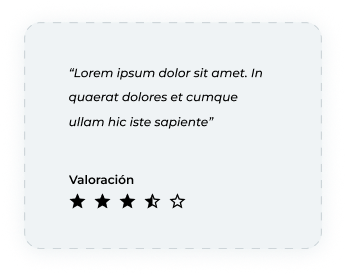 “Lorem ipsum dolor sit amet. In
quaerat dolores et cumque
ullam hic iste sapiente”
Valoración